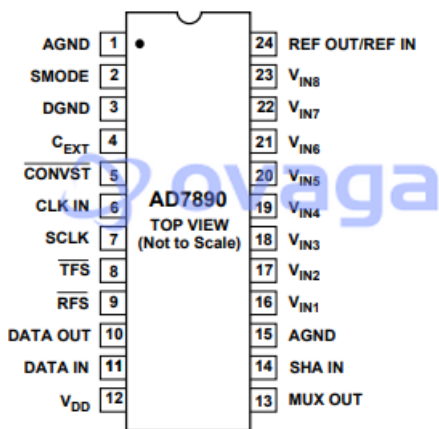 AGND 1 24 REF OUT/REF IN
SMODE 2 23 VIN8
DGND 3 22 VIN7
CEXT 4 21 VIN6
CONVST 5 20 VIN5
CLK IN 6 19 VIN4
SCLK 7 18 VIN3
TFS 8 17 VIN2
RFS 9 16 VIN1
DATA OUT 10 15 AGND
DATA IN 11 14 SHA IN
VDD 12 13 MUX OUT
AD7890
TOP VIEW
(Not to Scale)
ovaga